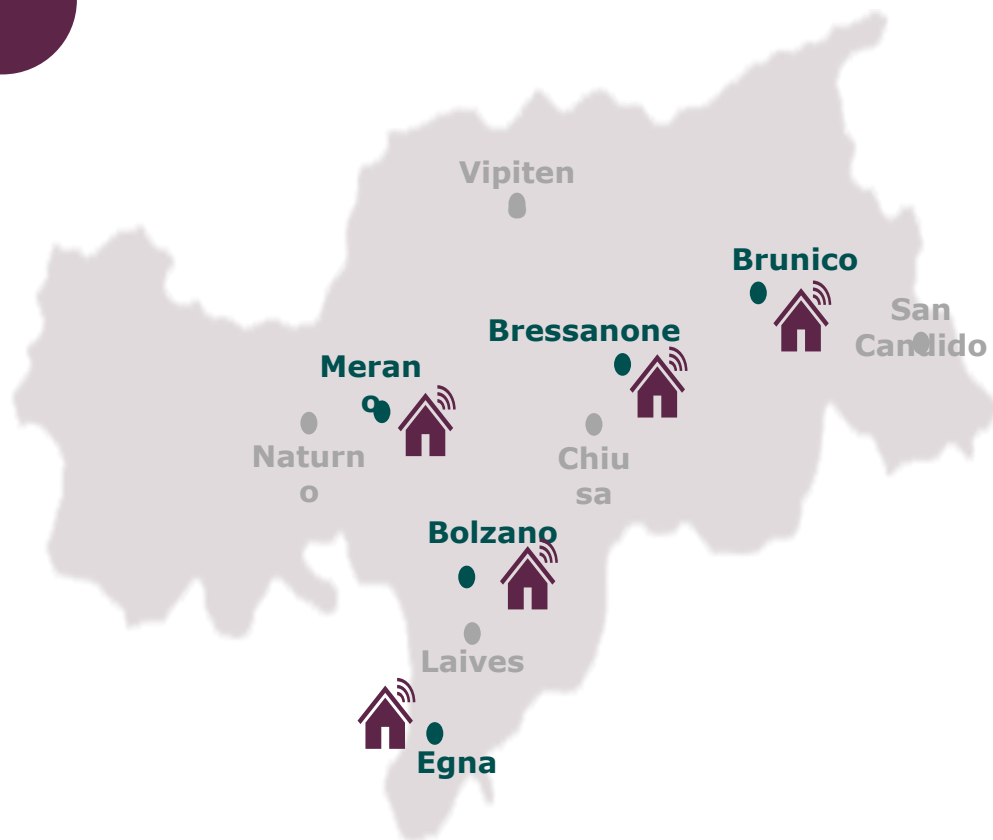 Vipiten
Brunico
San
Candido
Bressanone
Meran
o
Naturn
o
Chiu
sa
Bolzano
Laives
Egna